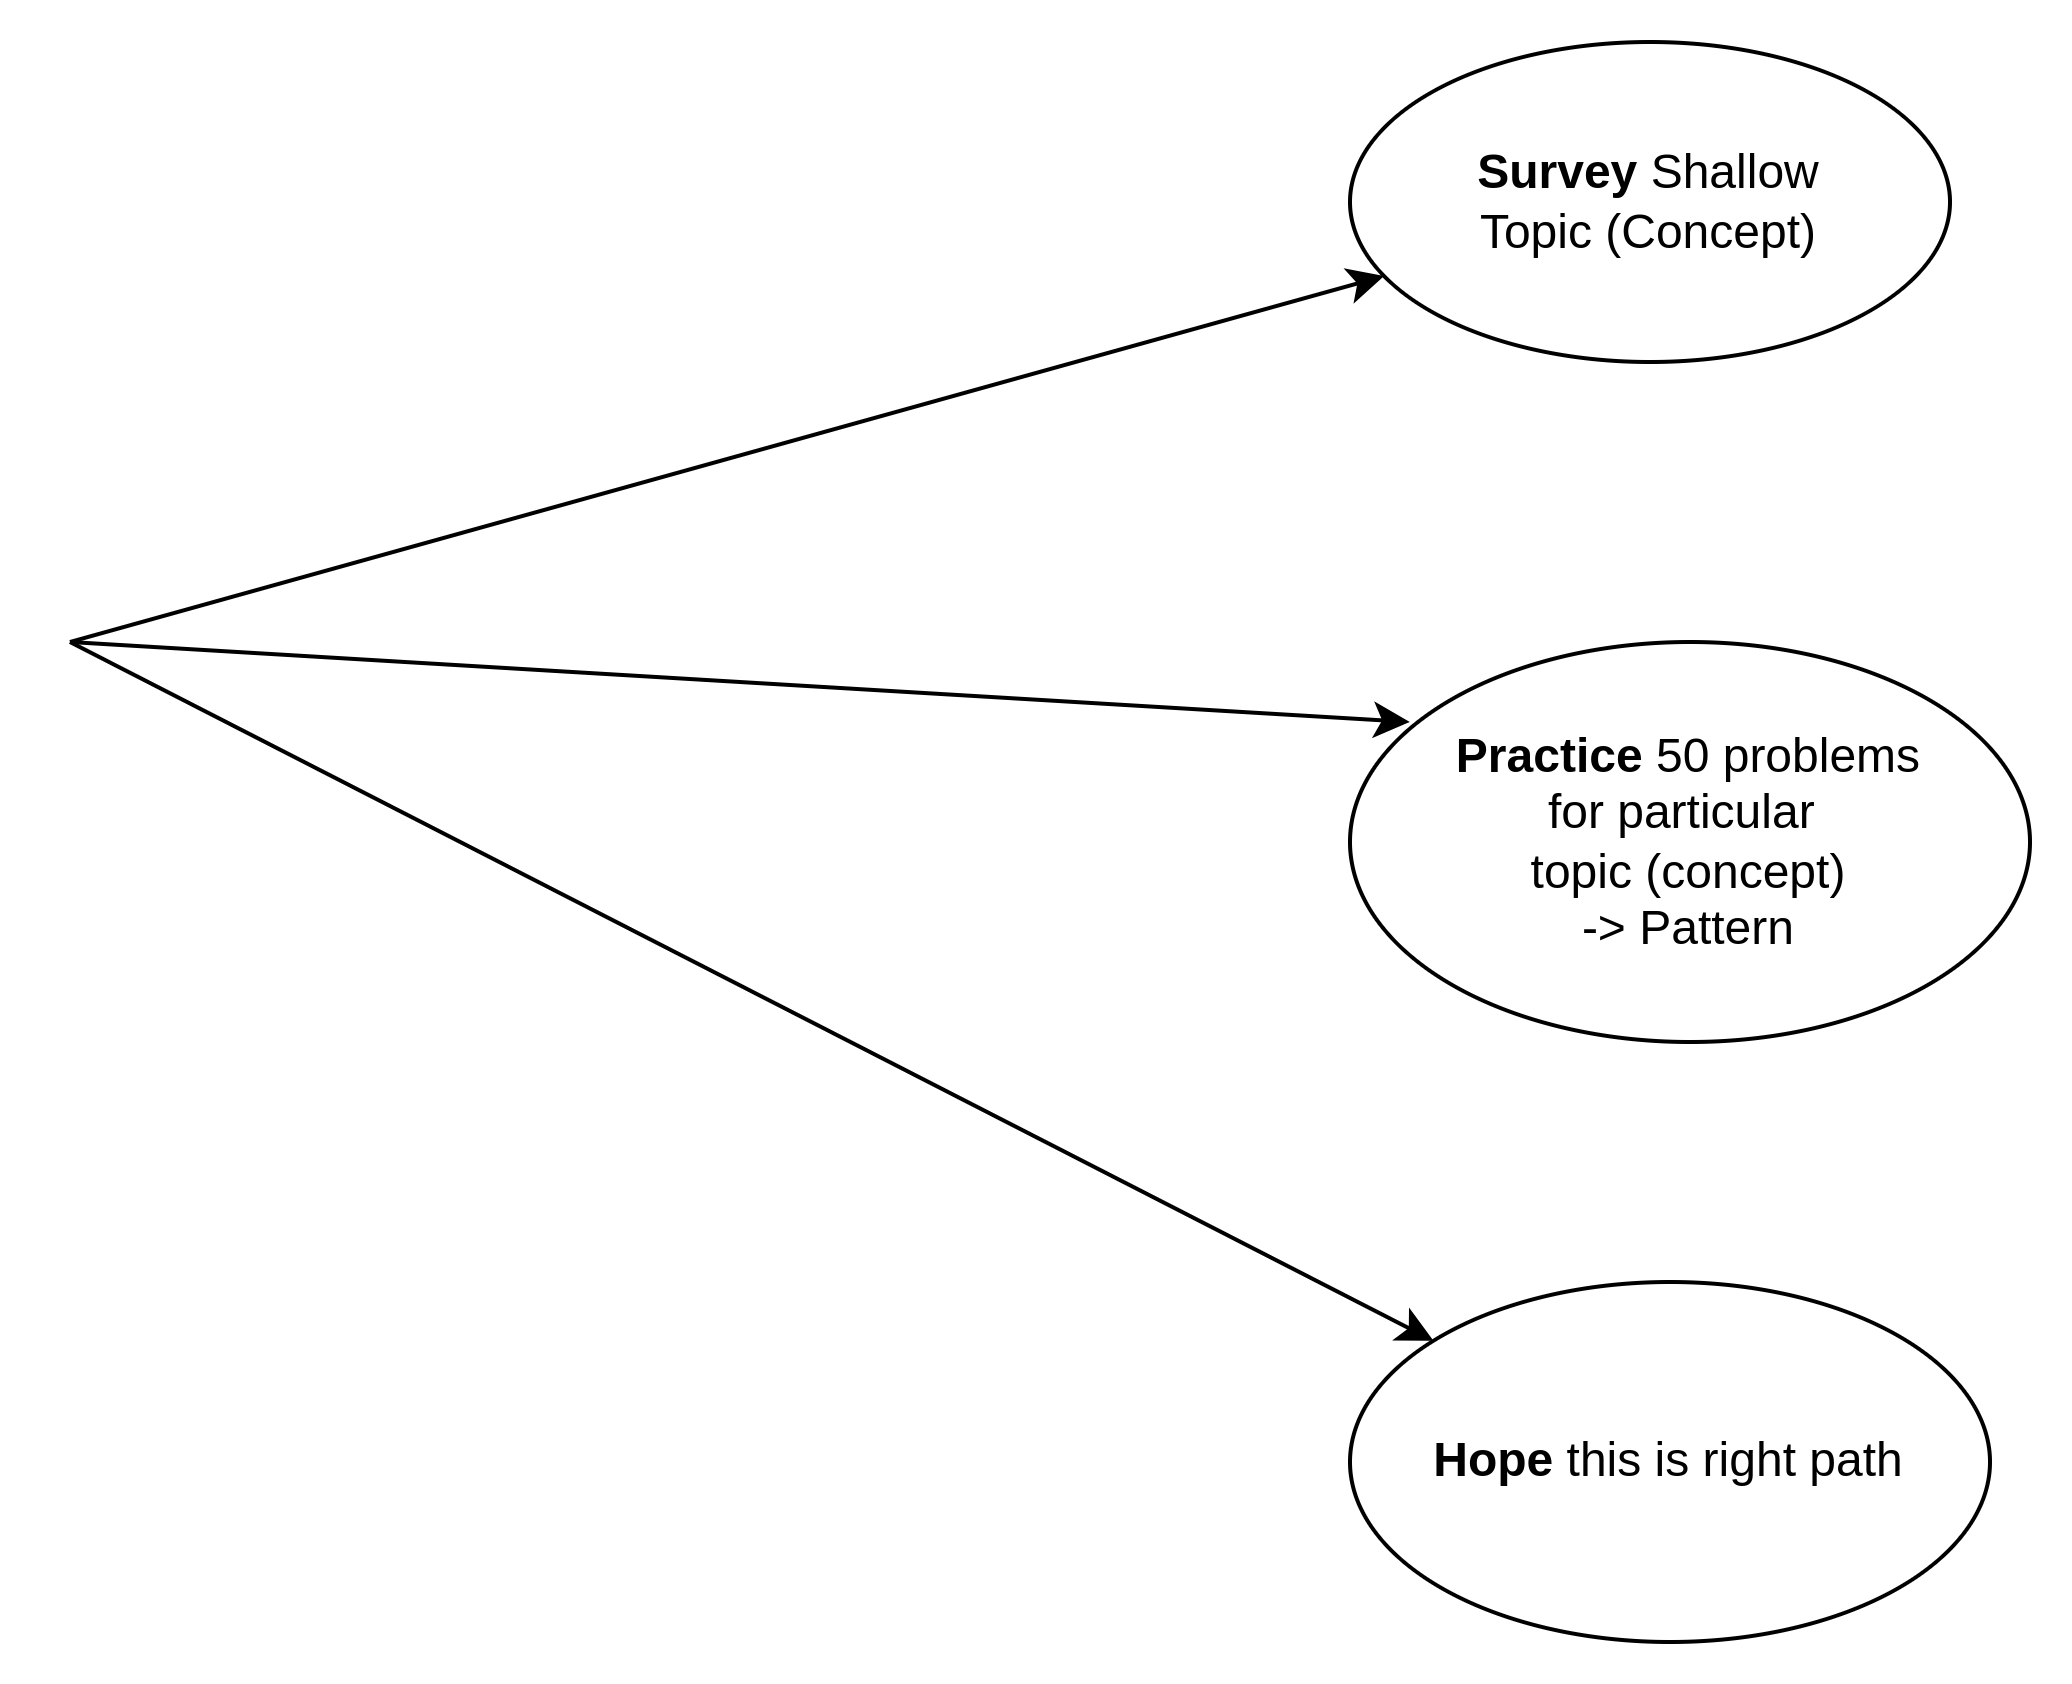 Survey Shallow
Topic (Concept)
Practice 50 problems
for particular
topic (concept)
-> Pattern
Hope this is right path